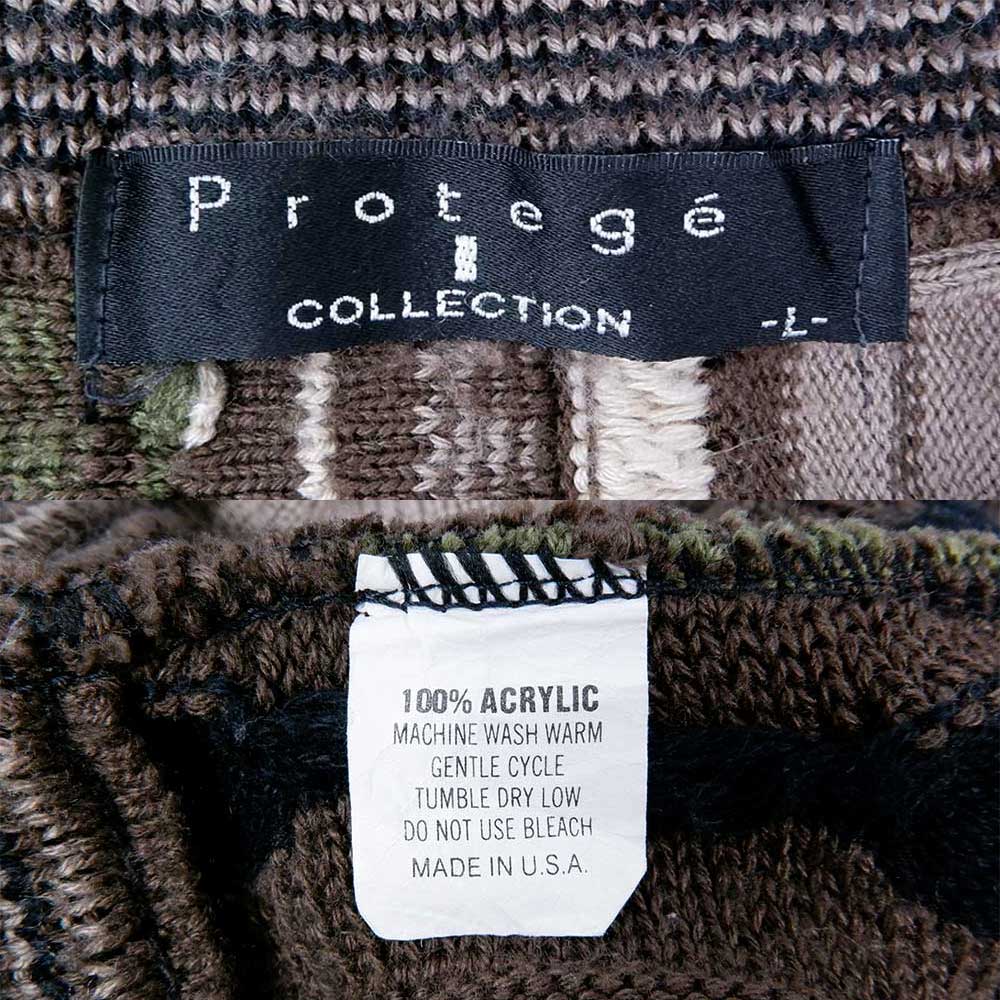 Protegé
COLLECTION
-L-
100% ACRYLIC
MACHINE WASH WARM
GENTLE CYCLE
TUMBLE DRY LOW
DO NOT USE BLEACH
MADE IN U.S.A.